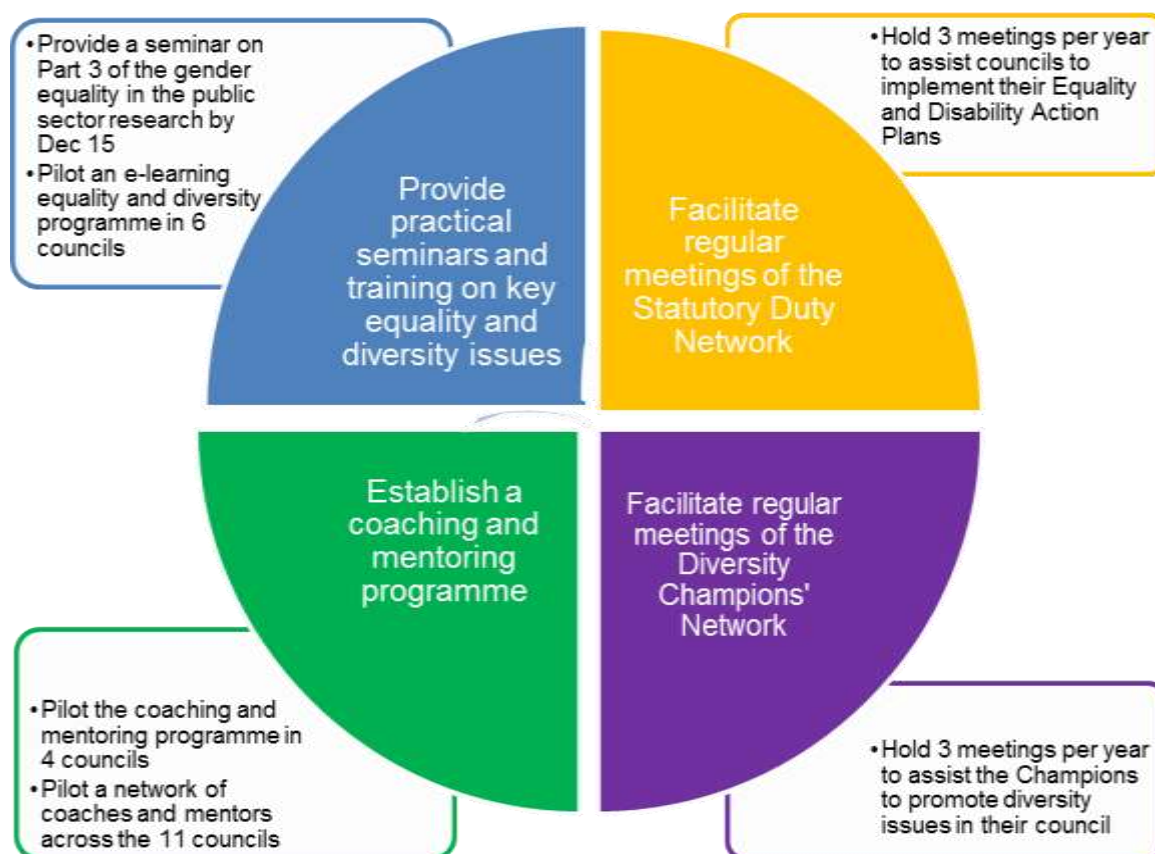 •Provide a seminar on
Part 3 of the gender
equality in the public
sector research by
Dec 15
•Pilot an e-learning
equality and diversity
programme in 6
councils
Provide
practical
seminars and
training on key
equality and
diversity issues
•Hold 3 meetings per year
to assist councils to
implement their Equality
and Disability Action
Plans
Facilitate
regular
meetings of the
Statutory Duty
Network
Establish a
coaching and
mentoring
programme
•Pilot the coaching and
mentoring programme in
4 councils
•Pilot a network of
coaches and mentors
across the 11 councils
Facilitate regular
meetings of the
Diversity
Champions'
Network
•Hold 3 meetings per year
to assist the Champions
to promote diversity
issues in their council